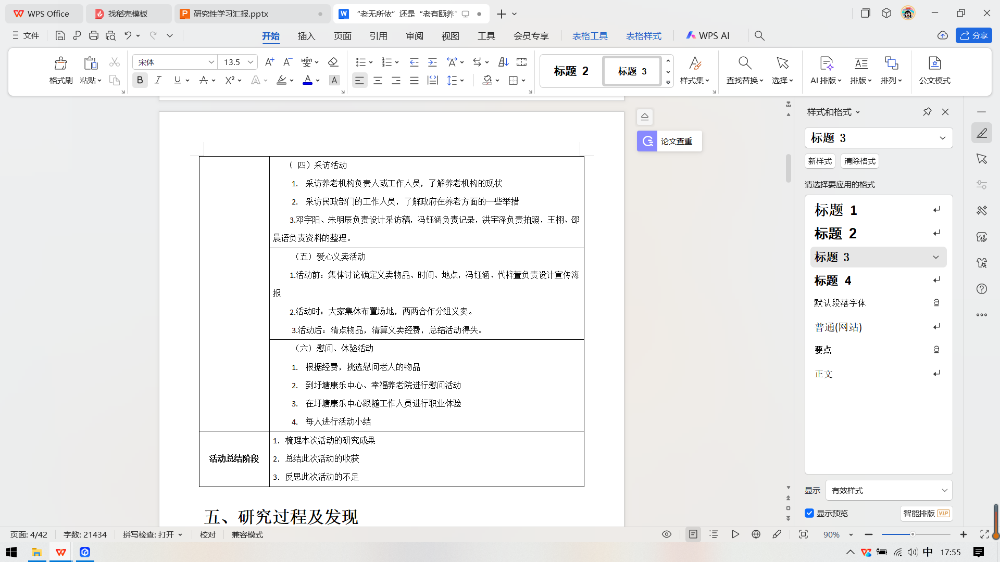 WPS Office
找稻壳模板
研究性学习汇报.pptx
“老无所依”还是“老有颐养”
文件
开始
插入
页面
引用
审阅
视图
工具
会员专享
表格工具
表格样式
WPS AI
分享
格式刷
粘贴
宋体
13.5
标题 2
标题 3
样式集
查找替换
选择
AI 排版
排版
排列
公文模式
论文查重
（ 四）采访活动
1. 采访养老机构负责人或工作人员，了解养老机构的现状
2. 采访民政部门的工作人员，了解政府在养老方面的一些举措
3.邓宇阳、朱明辰负责设计采访稿，冯钰涵负责记录，洪宇泽负责拍照，王栩、邵
晨语负责资料的整理。
（五）爱心义卖活动
1.活动前：集体讨论确定义卖物品、时间、地点，冯钰涵、代梓萱负责设计宣传海
报
2.活动时：大家集体布置场地，两两合作分组义卖。
3.活动后：清点物品，清算义卖经费，总结活动得失。
（六）慰问、体验活动
1. 根据经费，挑选慰问老人的物品
2. 到圩塘康乐中心、幸福养老院进行慰问活动
3. 在圩塘康乐中心跟随工作人员进行职业体验
4. 每人进行活动小结
活动总结阶段
1. 梳理本次活动的研究成果
2. 总结此次活动的收获
3. 反思此次活动的不足
五、研究过程及发现
样式和格式
标题 3
新样式
清除格式
请选择要应用的格式
标题 1
标题 2
标题 3
标题 4
默认段落字体
普通(网站)
要点
正文
显示
有效样式
显示预览
智能排版 VIP
页面: 4/42
字数: 21434
拼写检查: 打开
校对
兼容模式
90%
中
17:55